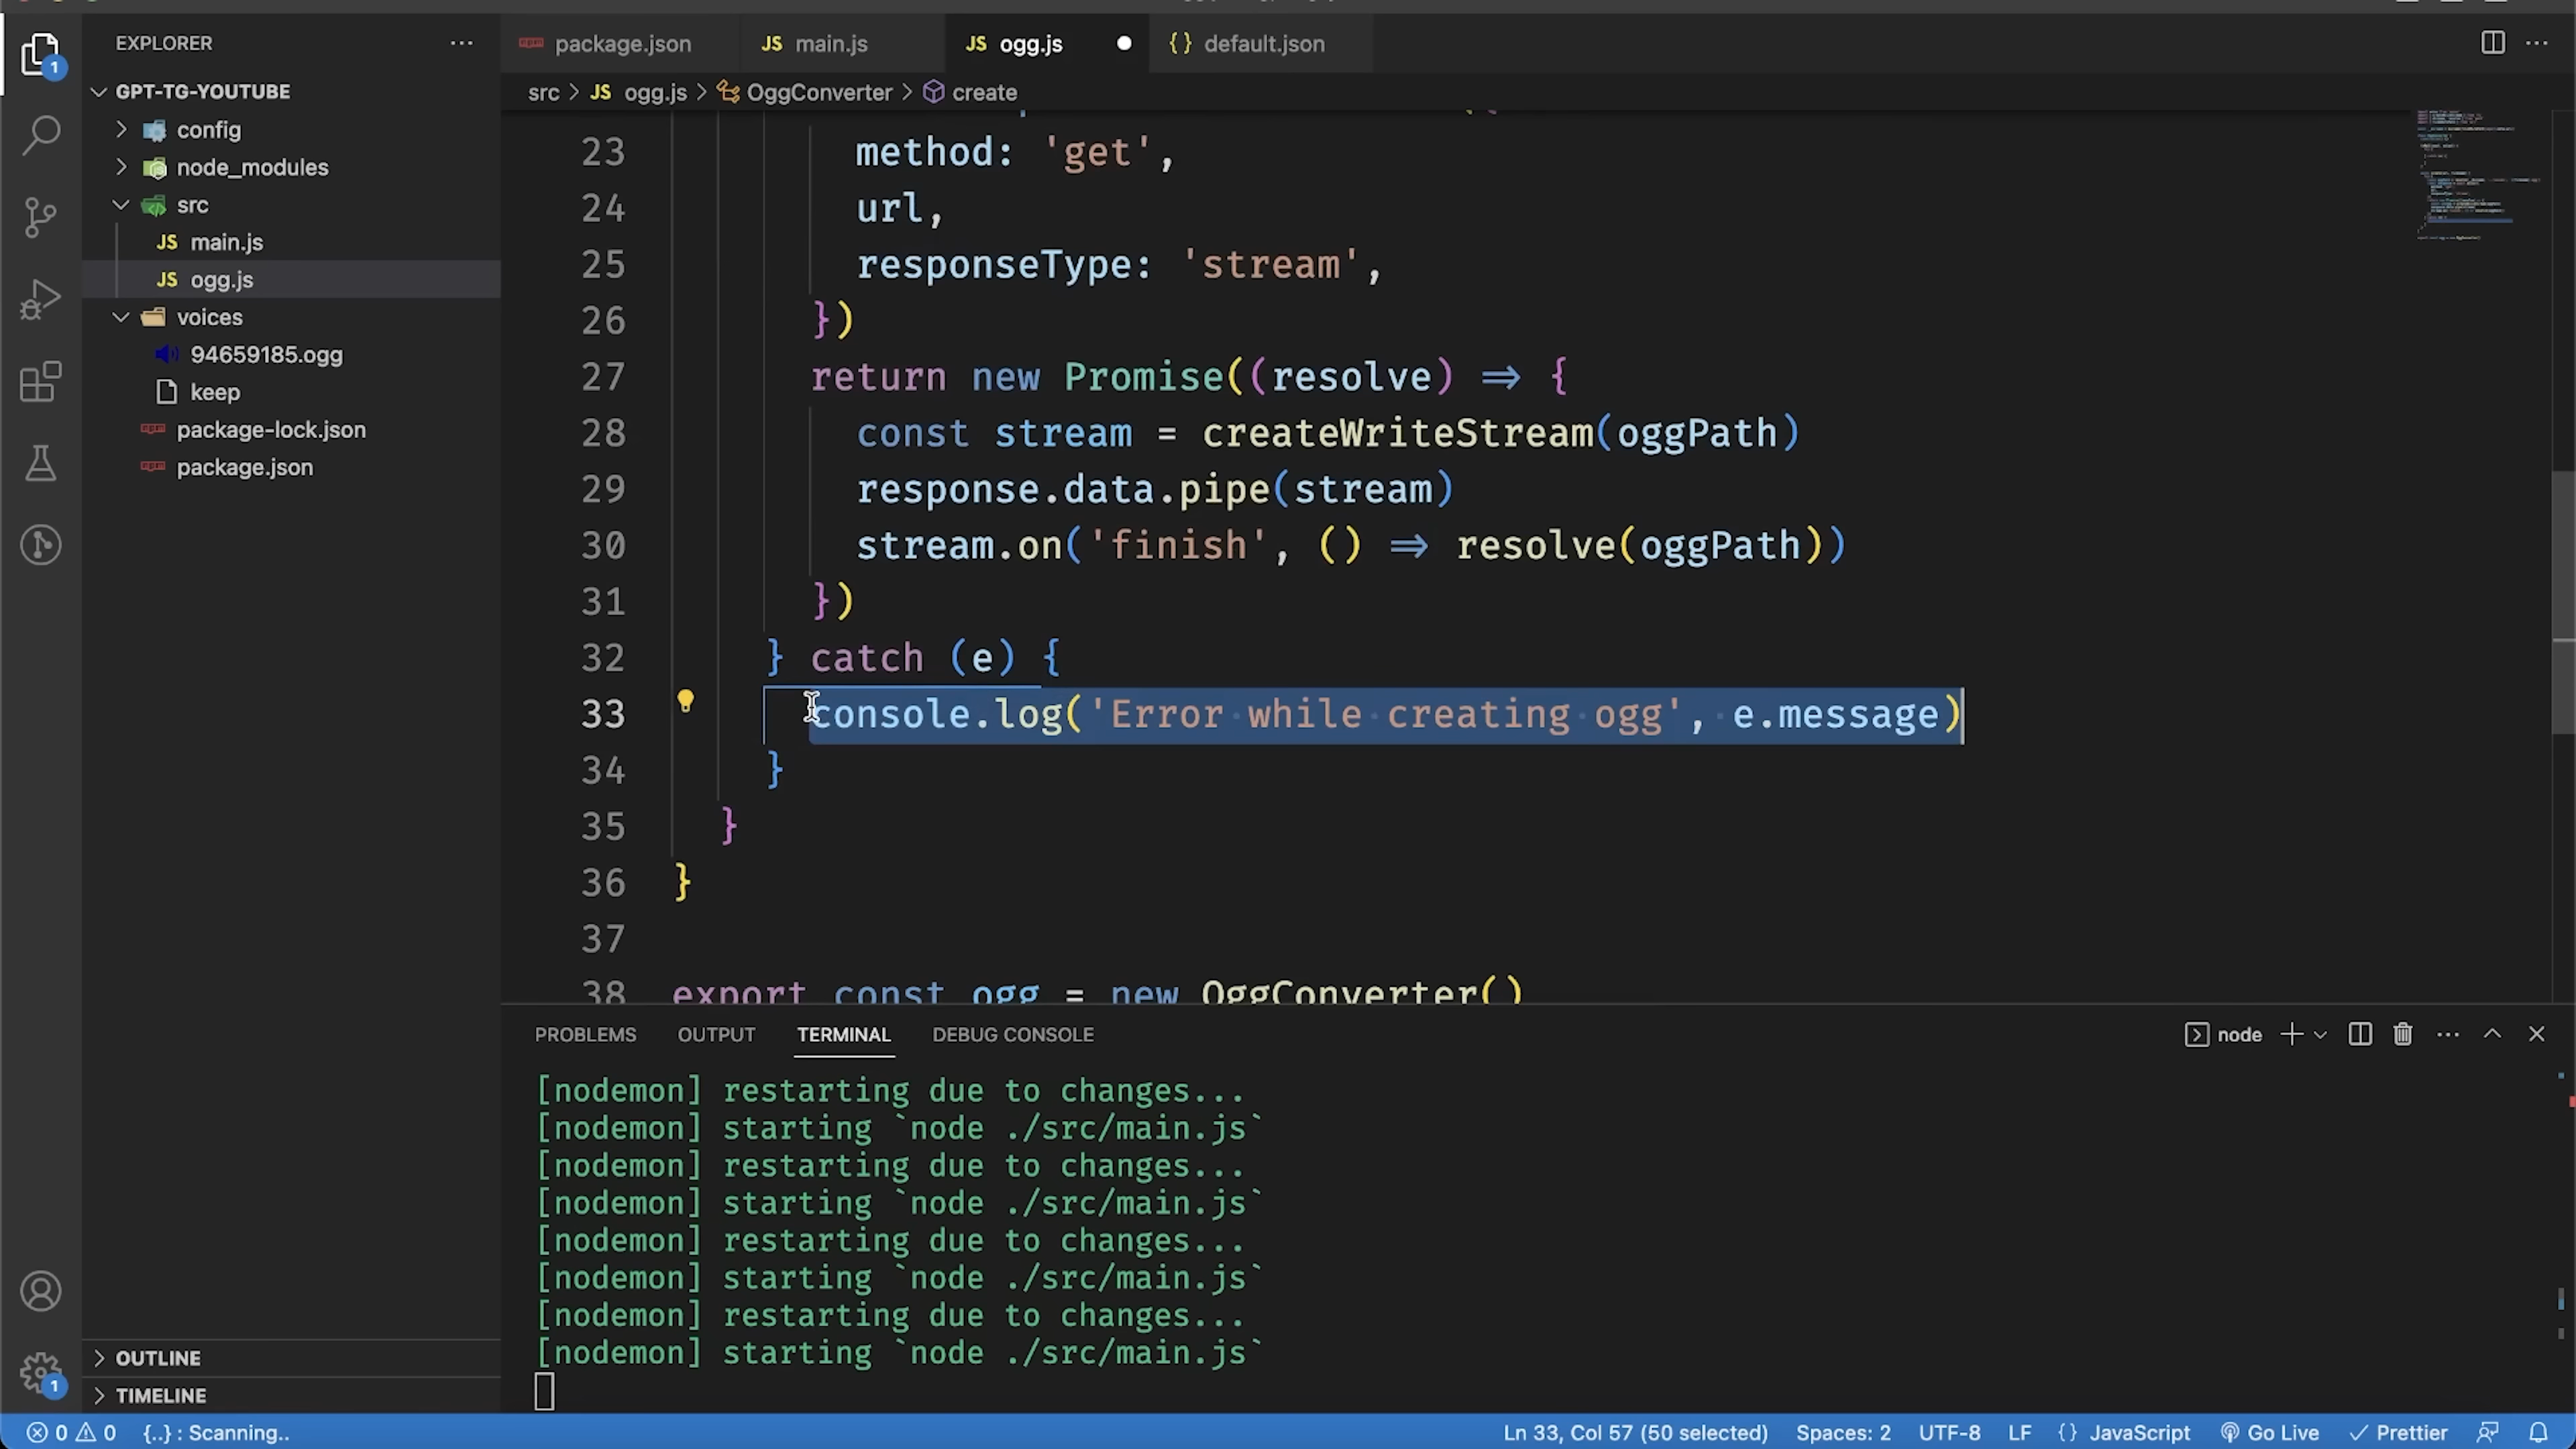 EXPLORER
package.json
JS main.js
JS ogg.js
{} default.json
GPT-TG-YOUTUBE
src > JS ogg.js > OggConverter > create
config
node_modules
src
JS main.js
JS ogg.js
voices
94659185.ogg
keep
package-lock.json
package.json
23 method: 'get',
24 url,
25 responseType: 'stream',
26 })
27 return new Promise((resolve) => {
28 const stream = createWriteStream(oggPath)
29 response.data.pipe(stream)
30 stream.on('finish', () => resolve(oggPath))
31 })
32 } catch (e) {
33 console.log('Error while creating ogg', e.message)
34 }
35 }
36 }
37
38 export const ogg = new OggConverter()
PROBLEMS OUTPUT TERMINAL DEBUG CONSOLE
node
[nodemon] restarting due to changes...
[nodemon] starting `node ./src/main.js`
[nodemon] restarting due to changes...
[nodemon] starting `node ./src/main.js`
[nodemon] restarting due to changes...
[nodemon] starting `node ./src/main.js`
[nodemon] restarting due to changes...
[nodemon] starting `node ./src/main.js`
1
1
OUTLINE
TIMELINE
0 0 {..} : Scanning..
Ln 33, Col 57 (50 selected) Spaces: 2 UTF-8 LF {} JavaScript Go Live Prettier